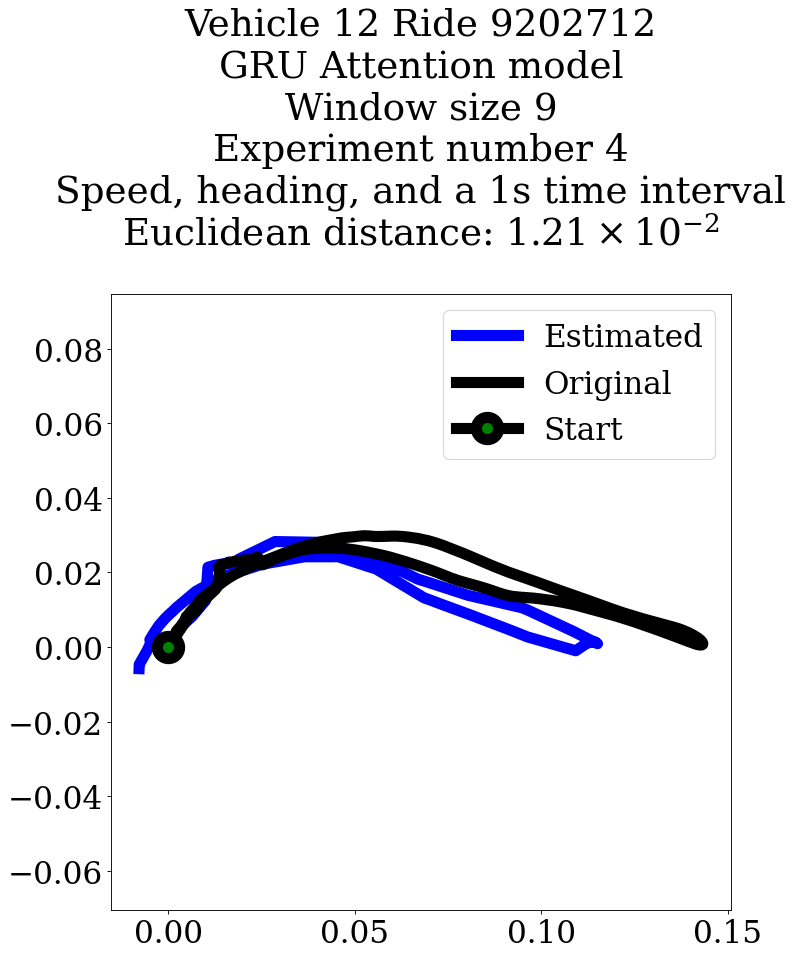 Vehicle 12 Ride 9202712
GRU Attention model
Window size 9
Experiment number 4
Speed, heading, and a 1s time interval
Euclidean distance: 1.21 × 10⁻²
Estimated
Original
Start
0.08
0.06
0.04
0.02
0.00
−0.02
−0.04
−0.06
0.00 0.05 0.10 0.15